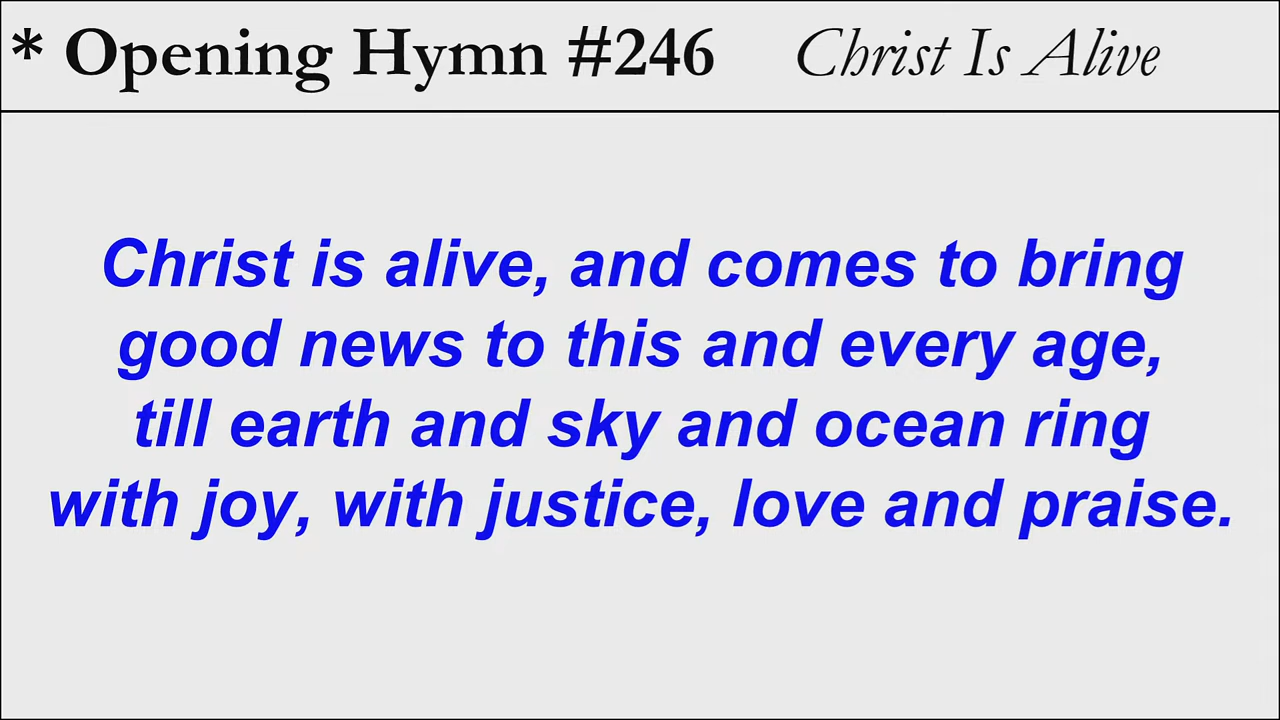 * Opening Hymn #246 Christ Is Alive
Christ is alive, and comes to bring
good news to this and every age,
till earth and sky and ocean ring
with joy, with justice, love and praise.